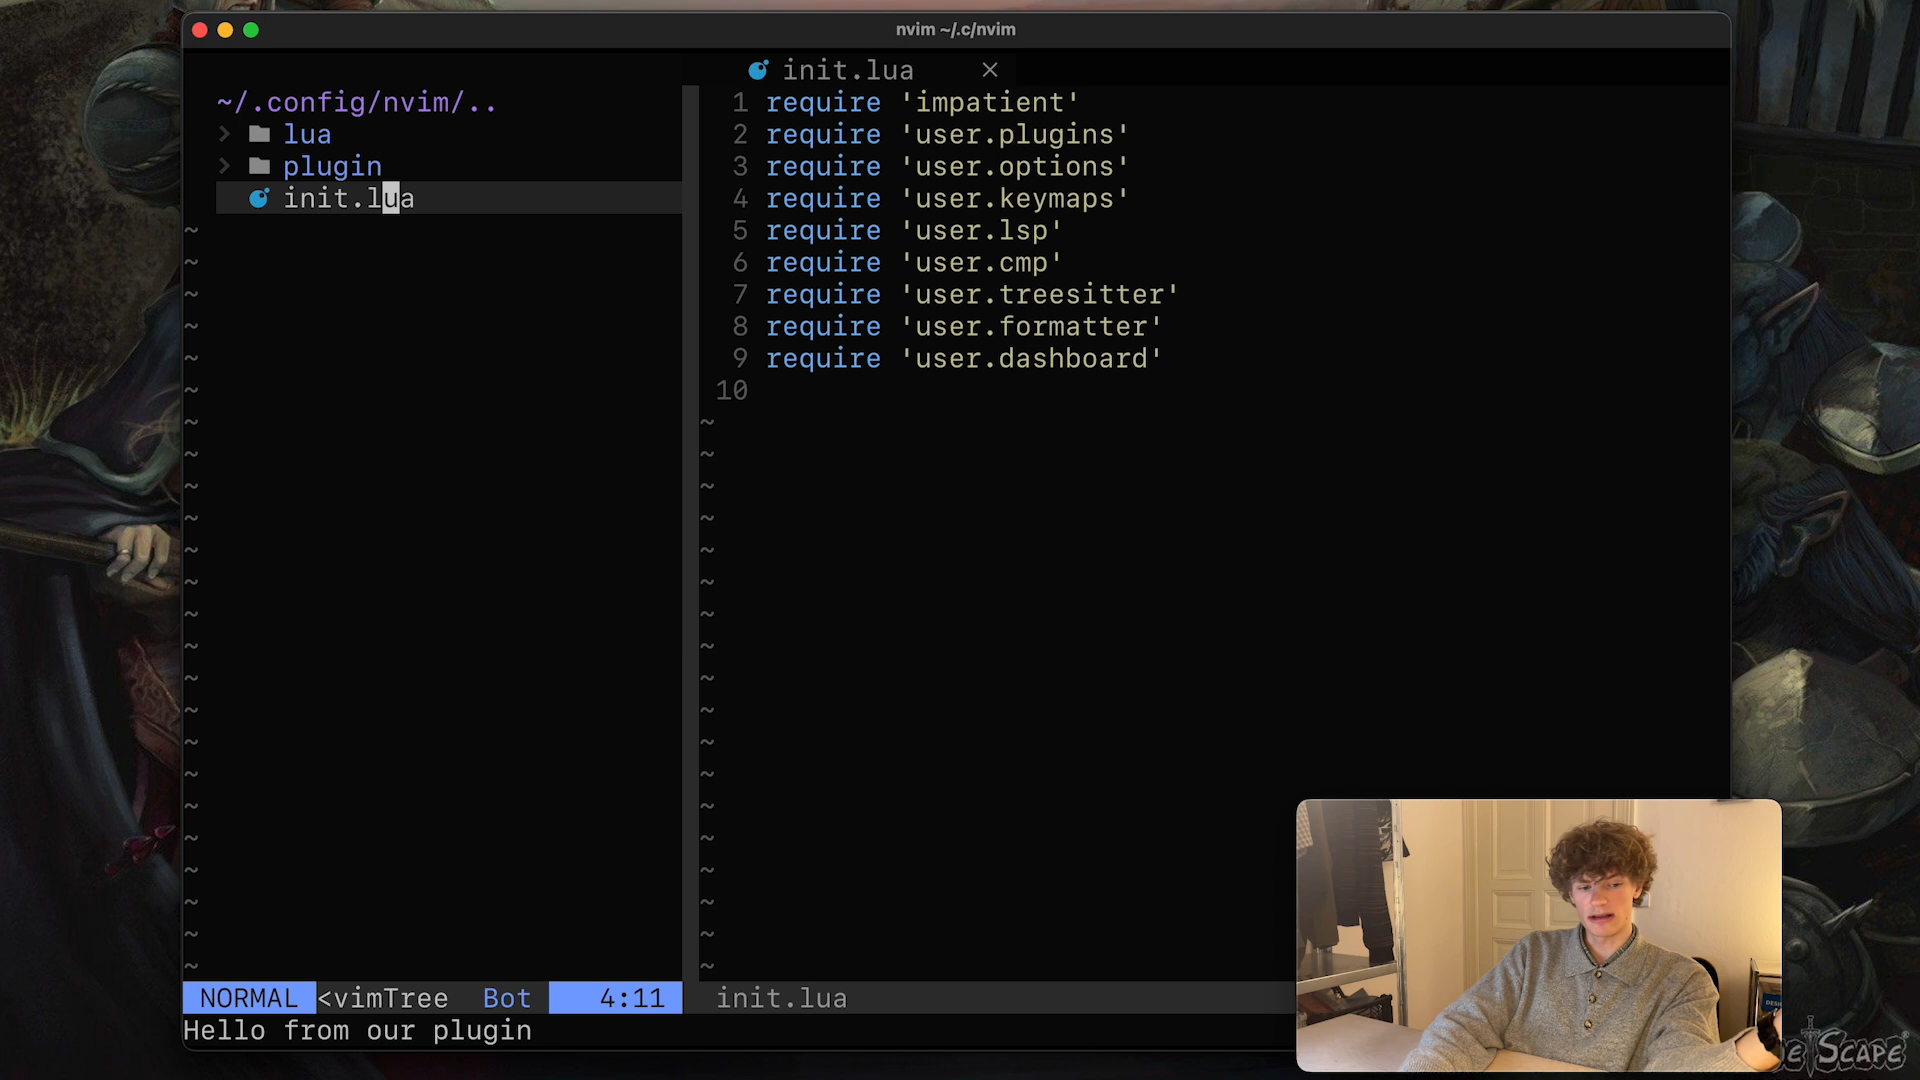 nvim ~/.c/nvim
init.lua
~/.config/nvim/..
lua
plugin
init.lua
1 require 'impatient'
2 require 'user.plugins'
3 require 'user.options'
4 require 'user.keymaps'
5 require 'user.lsp'
6 require 'user.cmp'
7 require 'user.treesitter'
8 require 'user.formatter'
9 require 'user.dashboard'
10
NORMAL <vimTree Bot 4:11
init.lua
Hello from our plugin